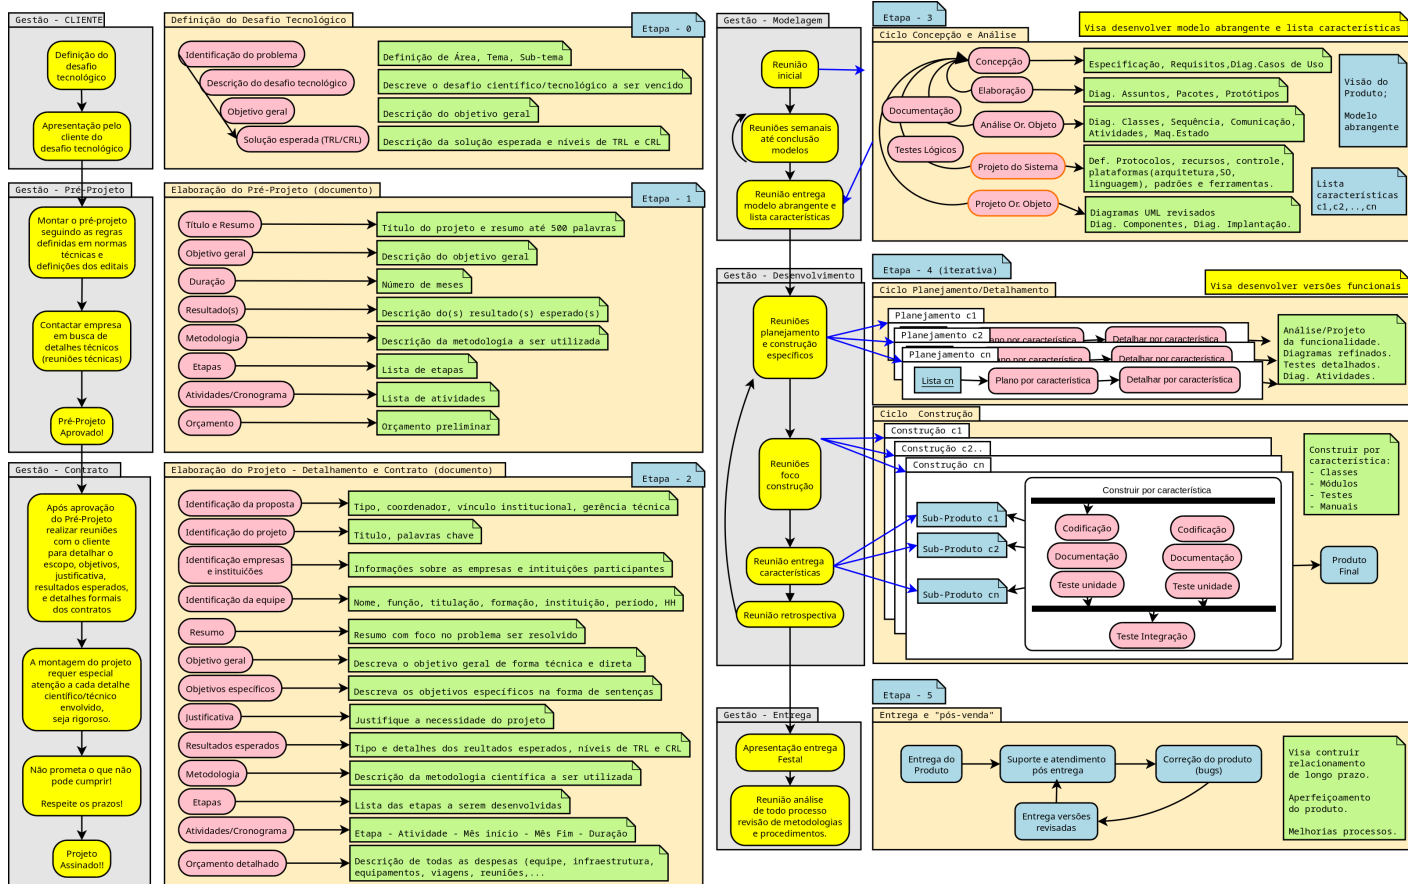 Gestão - CLIENTE
Definição do
desafio
tecnológico
Apresentação pelo
cliente do
desafio tecnológico
Definição do Desafio Tecnológico
Etapa - 0
Identificação do problema
Definição de Área, Tema, Sub-tema
Descrição do desafio tecnológico
Descreve o desafio científico/tecnológico a ser vencido
Objetivo geral
Descrição do objetivo geral
Solução esperada (TRL/CRL)
Descrição da solução esperada e níveis de TRL e CRL
Gestão - Pré-Projeto
Montar o pré-projeto
seguindo as regras
definidas em normas
técnicas e
definições dos editais
Contactar empresa
em busca de
detalhes técnicos
(reuniões técnicas)
Pré-Projeto
Aprovado!
Elaboração do Pré-Projeto (documento)
Etapa - 1
Título e Resumo
Título do projeto e resumo até 500 palavras
Objetivo geral
Descrição do objetivo geral
Duração
Número de meses
Resultado(s)
Descrição do(s) resultado(s) esperado(s)
Metodologia
Descrição da metodologia a ser utilizada
Etapas
Lista de etapas
Atividades/Cronograma
Lista de atividades
Orçamento
Orçamento preliminar
Gestão - Contrato
Após aprovação
do Pré-Projeto
realizar reuniões
com o cliente
para detalhar o
escopo, objetivos,
justificativa,
resultados esperados,
e detalhes formais
dos contratos
A montagem do projeto
requer especial
atenção a cada detalhe
científico/técnico
envolvido,
seja rigoroso.
Não prometa o que não
pode cumprir!
Respeite os prazos!
Projeto
Assinado!!
Elaboração do Projeto - Detalhamento e Contrato (documento)
Etapa - 2
Identificação da proposta
Tipo, coordenador, vínculo institucional, gerência técnica
Identificação do projeto
Titulo, palavras chave
Identificação empresas
e instituicões
Informações sobre as empresas e intituições participantes
Identificação da equipe
Nome, função, titulação, formação, instituição, período, HH
Resumo
Resumo com foco no problema ser resolvido
Objetivo geral
Descreva o objetivo geral de forma técnica e direta
Objetivos específicos
Descreva os objetivos específicos na forma de sentenças
Justificativa
Justifique a necessidade do projeto
Resultados esperados
Tipo e detalhes dos reultados esperados, níveis de TRL e CRL
Metodologia
Descrição da metodologia científica a ser utilizada
Etapas
Lista das etapas a serem desenvolvidas
Atividades/Cronograma
Etapa - Atividade - Mês início - Mês Fim - Duração
Orçamento detalhado
Descrição de todas as despesas (equipe, infraestrutura,
equipamentos, viagens, reuniões,...
Gestão - Modelagem
Reunião
inicial
Reuniões semanais
até conclusão
modelos
Reunião entrega
modelo abrangente e
lista características
Etapa - 3
Visa desenvolver modelo abrangente e lista características
Ciclo Concepção e Análise
Concepção
Especificação, Requisitos,Diag.Casos de Uso
Elaboração
Diag. Assuntos, Pacotes, Protótipos
Documentação
Análise Or. Objeto
Diag. Classes, Sequência, Comunicação,
Atividades, Maq.Estado
Testes Lógicos
Projeto do Sistema
Def. Protocolos, recursos, controle,
plataformas(arquitetura,SO,
linguagem), padrões e ferramentas.
Projeto Or. Objeto
Diagramas UML revisados
Diag. Componentes, Diag. Implantação.
Visão do
Produto;
Modelo
abrangente
Lista
características
c1,c2,..,cn
Gestão - Desenvolvimento
Reuniões
planejamento
e construção
específicos
Reuniões
foco
construção
Reunião entrega
características
Reunião retrospectiva
Etapa - 4 (iterativa)
Visa desenvolver versões funcionais
Ciclo Planejamento/Detalhamento
Planejamento c1
Planejamento c2
Planejamento cn
Plano por característica
Detalhar por característica
Plano por característica
Detalhar por característica
Lista cn
Plano por característica
Detalhar por característica
Análise/Projeto
da funcionalidade.
Diagramas refinados.
Testes detalhados.
Diag. Atividades.
Ciclo  Construção
Construção c1
Construção c2..
Construção cn
Construir por característica
Sub-Produto c1
Sub-Produto c2
Sub-Produto cn
Codificação
Codificação
Documentação
Documentação
Teste unidade
Teste unidade
Teste Integração
Construir por
característica:
- Classes
- Módulos
- Testes
- Manuais
Produto
Final
Gestão - Entrega
Apresentação entrega
Festa!
Reunião análise
de todo processo
revisão de metodologias
e procedimentos.
Etapa - 5
Entrega e "pós-venda"
Entrega do
Produto
Suporte e atendimento
pós entrega
Correção do produto
(bugs)
Entrega versões
revisadas
Visa contruir
relacionamento
de longo prazo.
Aperfeiçoamento
do produto.
Melhorias processos.